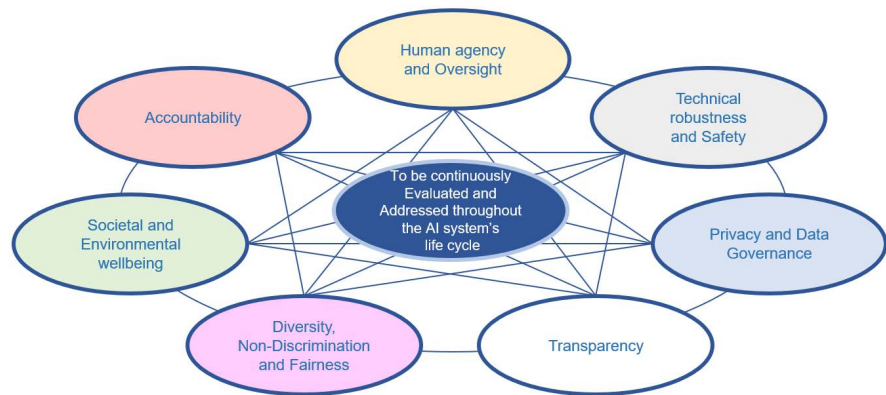 Human agency
and Oversight
Accountability
Technical
robustness
and Safety
To be continuously
Evaluated and
Addressed throughout
the AI system's
life cycle
Societal and
Environmental
wellbeing
Privacy and Data
Governance
Diversity,
Non-Discrimination
and Fairness
Transparency